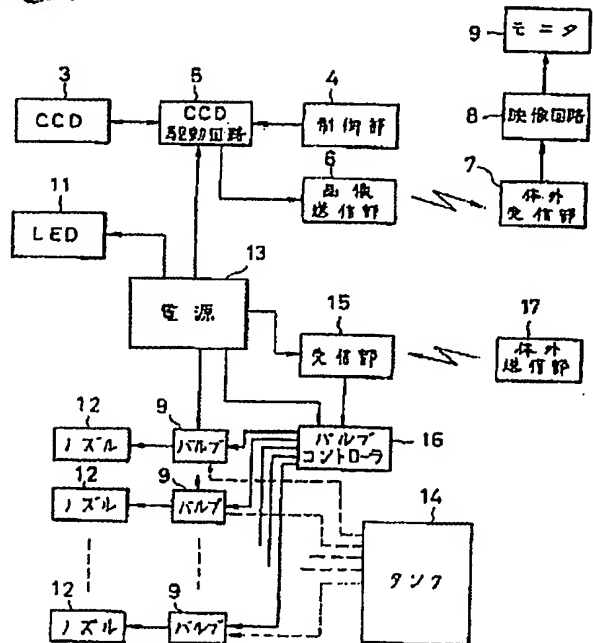 9
モニタ
3
5
4
8
映像回路
CCD
CCD
駆動回路
制御部
6
7
画像
送信部
体外
受信部
11
LED
13
電源
15
17
受信部
体外
送信部
12
9
ノズル
バルブ
バルブ
コントローラ
16
12
9
ノズル
バルブ
14
タンク
12
9
ノズル
バルブ